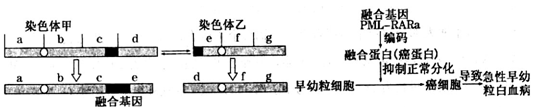 染色体甲
a b c d
染色体乙
e f g
a b c e
融合基因
d f g
融合基因
PML-RARa
编码
融合蛋白(癌蛋白)
抑制正常分化
早幼粒细胞
癌细胞
导致
急性早幼
粒白血病